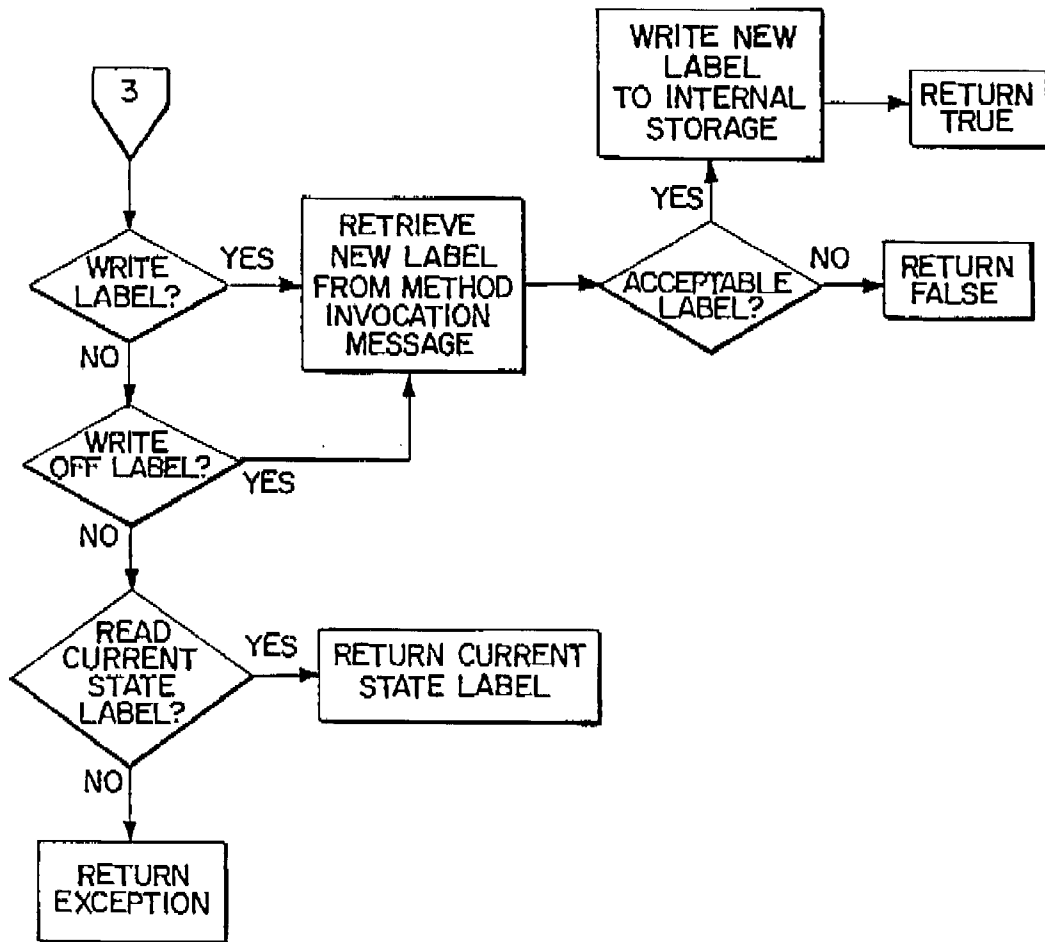 3
WRITE
LABEL?
YES
NO
RETRIEVE
NEW LABEL
FROM METHOD
INVOCATION
MESSAGE
WRITE NEW
LABEL
TO INTERNAL
STORAGE
RETURN
TRUE
YES
ACCEPTABLE
LABEL?
NO
RETURN
FALSE
WRITE
OFF LABEL?
YES
NO
READ
CURRENT
STATE
LABEL?
YES
RETURN CURRENT
STATE LABEL
NO
RETURN
EXCEPTION